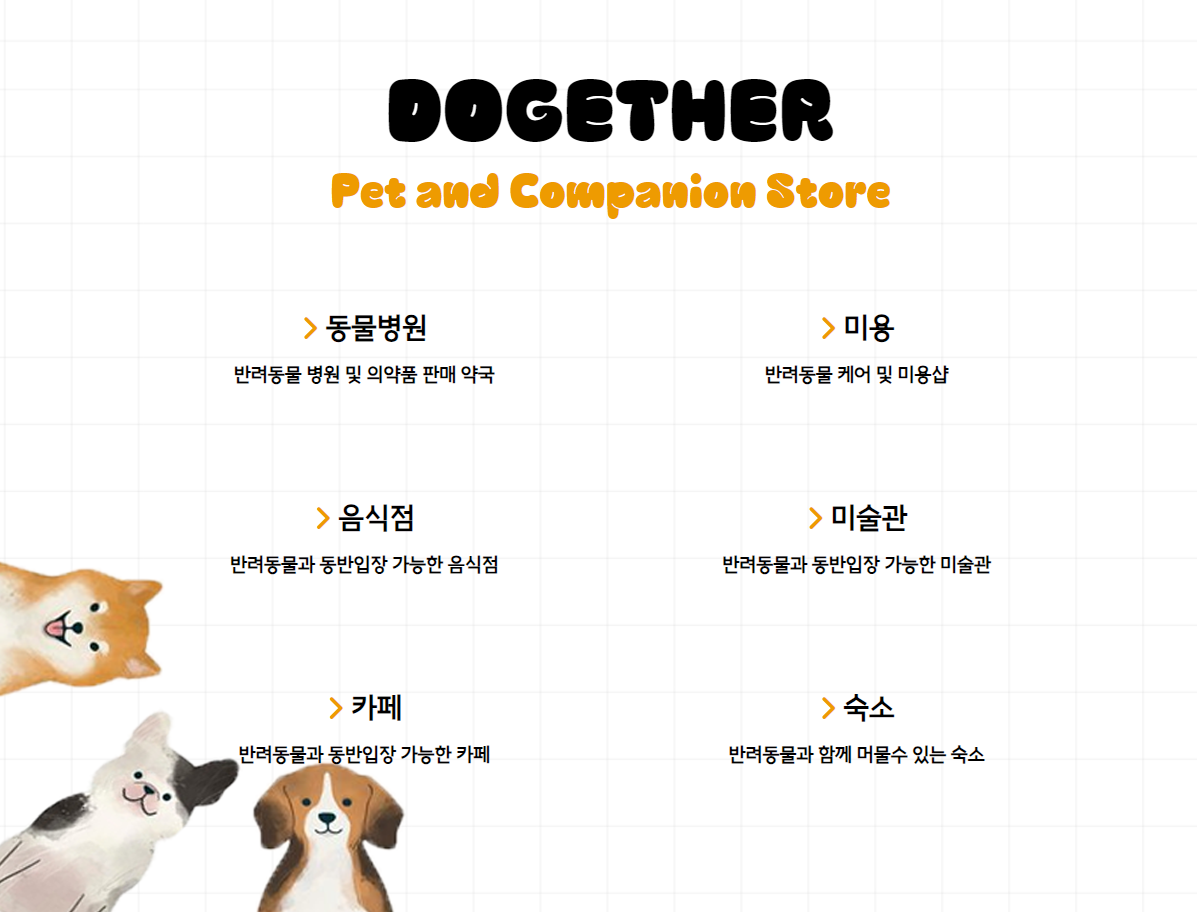 DOGETHER
Pet and Companion Store
동물병원
반려동물 병원 및 의약품 판매 약국
미용
반려동물 케어 및 미용샵
음식점
반려동물과 동반입장 가능한 음식점
미술관
반려동물과 동반입장 가능한 미술관
카페
반려동물과 동반입장 가능한 카페
숙소
반려동물과 함께 머물수 있는 숙소